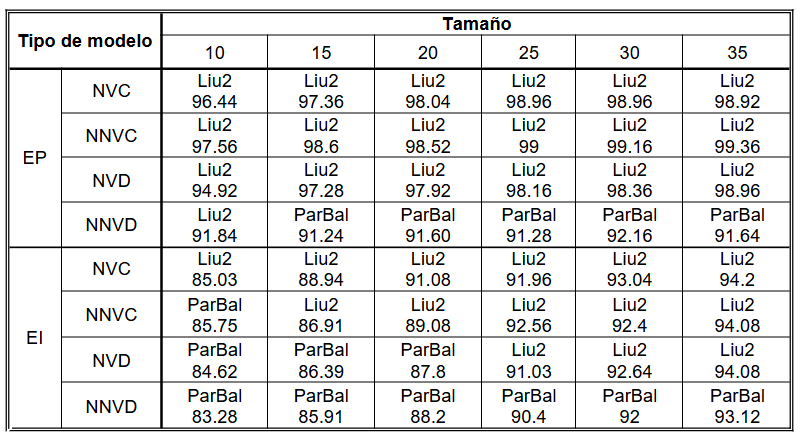 Tipo de modelo Tamaño
10 15 20 25 30 35
EP NVC Liu2 Liu2 Liu2 Liu2 Liu2 Liu2
96.44 97.36 98.04 98.96 98.96 98.92
NNVC Liu2 Liu2 Liu2 Liu2 Liu2 Liu2
97.56 98.6 98.52 99 99.16 99.36
NVD Liu2 Liu2 Liu2 Liu2 Liu2 Liu2
94.92 97.28 97.92 98.16 98.36 98.96
NNVD Liu2 ParBal ParBal ParBal ParBal ParBal
91.84 91.24 91.60 91.28 92.16 91.64
EI NVC Liu2 Liu2 Liu2 Liu2 Liu2 Liu2
85.03 88.94 91.08 91.96 93.04 94.2
NNVC ParBal Liu2 Liu2 Liu2 Liu2 Liu2
85.75 86.91 89.08 92.56 92.4 94.08
NVD ParBal ParBal ParBal Liu2 Liu2 Liu2
84.62 86.39 87.8 91.03 92.64 94.08
NNVD ParBal ParBal ParBal ParBal ParBal ParBal
83.28 85.91 88.2 90.4 92 93.12